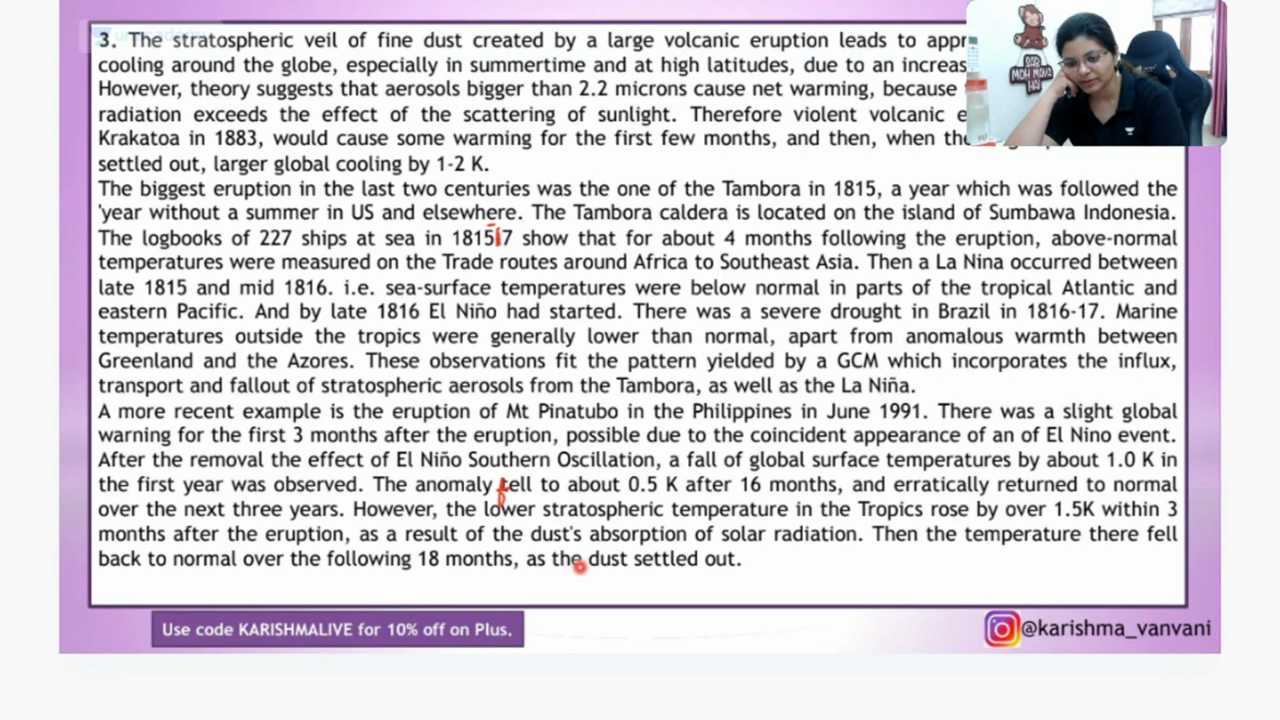 3. The stratospheric veil of fine dust created by a large volcanic eruption leads to
cooling around the globe, especially in summertime and at high latitudes, due to an
However, theory suggests that aerosols bigger than 2.2 microns cause net warming, because
radiation exceeds the effect of the scattering of sunlight. Therefore violent volcanic
Krakatoa in 1883, would cause some warming for the first few months, and then, when
settled out, larger global cooling by 1-2 K.
The biggest eruption in the last two centuries was the one of the Tambora in 1815, a year which was followed the
'year without a summer in US and elsewhere. The Tambora caldera is located on the island of Sumbawa Indonesia.
The logbooks of 227 ships at sea in 1815-17 show that for about 4 months following the eruption, above-normal
temperatures were measured on the Trade routes around Africa to Southeast Asia. Then a La Nina occurred between
late 1815 and mid 1816. i.e. sea-surface temperatures were below normal in parts of the tropical Atlantic and
eastern Pacific. And by late 1816 El Niño had started. There was a severe drought in Brazil in 1816-17. Marine
temperatures outside the tropics were generally lower than normal, apart from anomalous warmth between
Greenland and the Azores. These observations fit the pattern yielded by a GCM which incorporates the influx,
transport and fallout of stratospheric aerosols from the Tambora, as well as the La Niña.
A more recent example is the eruption of Mt Pinatubo in the Philippines in June 1991. There was a slight global
warning for the first 3 months after the eruption, possible due to the coincident appearance of an of El Nino event.
After the removal the effect of El Niño Southern Oscillation, a fall of global surface temperatures by about 1.0 K in
the first year was observed. The anomaly fell to about 0.5 K after 16 months, and erratically returned to normal
over the next three years. However, the lower stratospheric temperature in the Tropics rose by over 1.5K within 3
months after the eruption, as a result of the dust's absorption of solar radiation. Then the temperature there fell
back to normal over the following 18 months, as the dust settled out.
Use code KARISHMALIVE for 10% off on Plus.
@karishma_vanvani
SAB
MOH MAYA
HAI